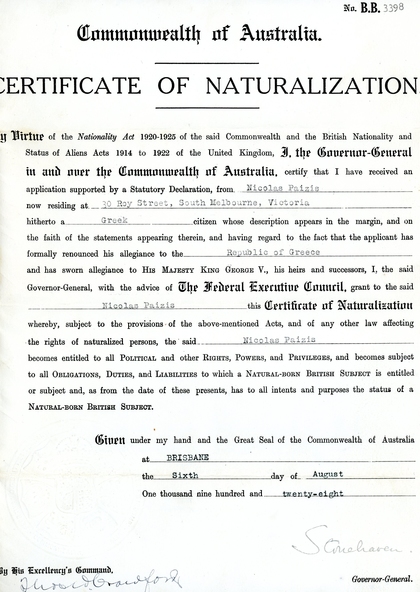 No. B.B. 3398
Commonwealth of Australia.
CERTIFICATE OF NATURALIZATION
By Virtue of the Nationality Act 1920-1925 of the said Commonwealth and the British Nationality and
Status of Aliens Acts 1914 to 1922 of the United Kingdom, I, the Governor-General
in and over the Commonwealth of Australia, certify that I have received an
application supported by a Statutory Declaration, from Nicolas Paizis
now residing at 30 Roy Street, South Melbourne, Victoria
hitherto a Greek citizen whose description appears in the margin, and on
the faith of the statements appearing therein, and having regard to the fact that the applicant has
formally renounced his allegiance to the Republic of Greece
and has sworn allegiance to HIS MAJESTY KING GEORGE V., his heirs and successors, I, the said
Governor-General, with the advice of The Federal Executive Council, grant to the said
Nicolas Paizis this Certificate of Naturalization
whereby, subject to the provisions of the above-mentioned Acts, and of any other law affecting
the rights of naturalized persons, the said Nicolas Paizis
becomes entitled to all POLITICAL and other RIGHTS, POWERS, and PRIVILEGES, and becomes subject
to all OBLIGATIONS, DUTIES, and LIABILITIES to which a NATURAL-BORN BRITISH SUBJECT is entitled
or subject and, as from the date of these presents, has to all intents and purposes the status of a
NATURAL-BORN BRITISH SUBJECT.
Given under my hand and the Great Seal of the Commonwealth of Australia
at BRISBANE
the Sixth day of August
One thousand nine hundred and twenty-eight
Stonehaven.
By His Excellency's Command,
Governor-General.